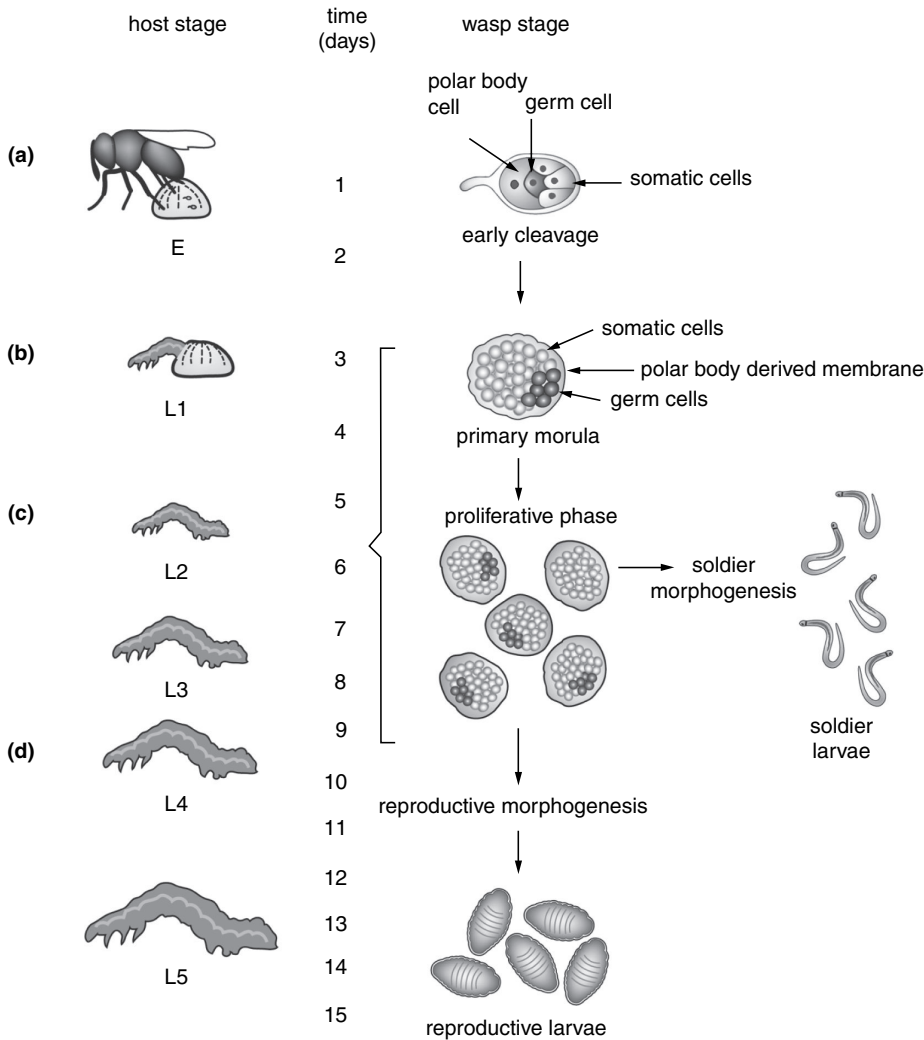 host stage
time
(days)
wasp stage
polar body
cell
germ cell
(a)
1
somatic cells
early cleavage
E
2
(b)
somatic cells
3
polar body derived membrane
germ cells
L1
4
primary morula
(c)
5
proliferative phase
L2
6
soldier
morphogenesis
7
L3
8
soldier
larvae
(d)
9
L4
10
reproductive morphogenesis
11
12
13
L5
14
15
reproductive larvae